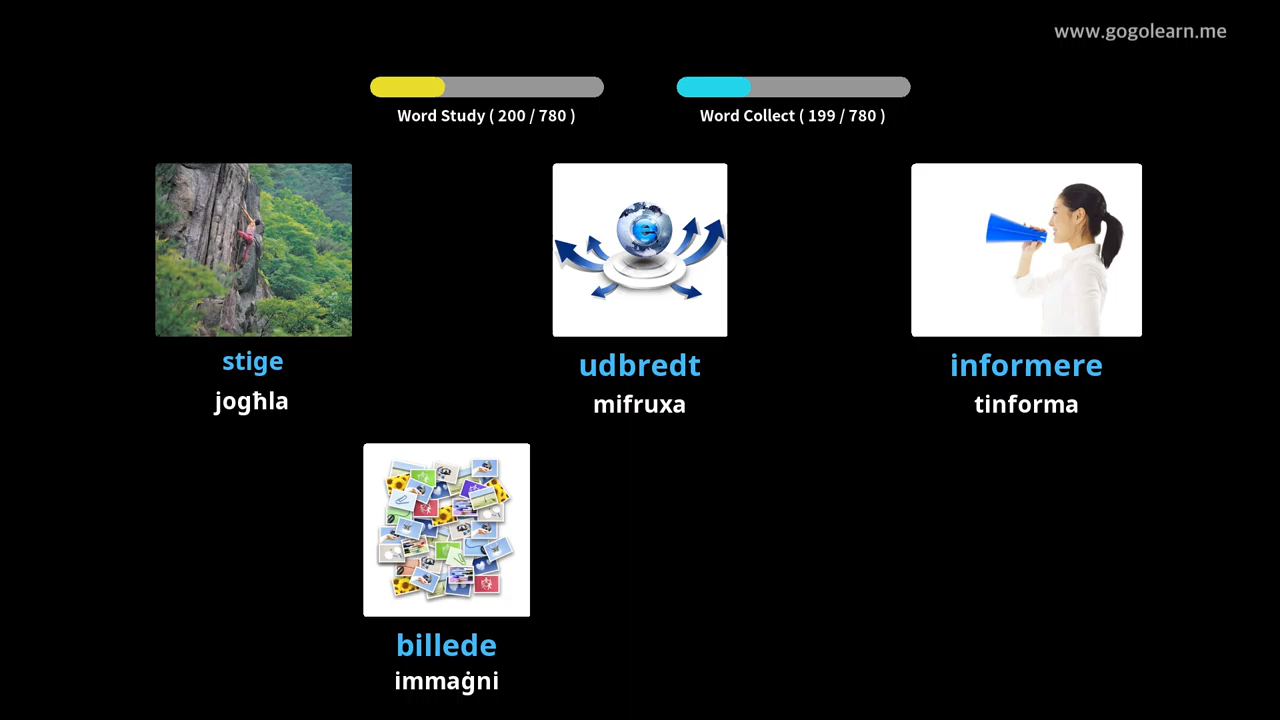 www.gogolearn.me
Word Study ( 200 / 780 )
Word Collect ( 199 / 780 )
stige
jogħla
udbredt
mifruxa
informere
tinforma
billede
immaġni